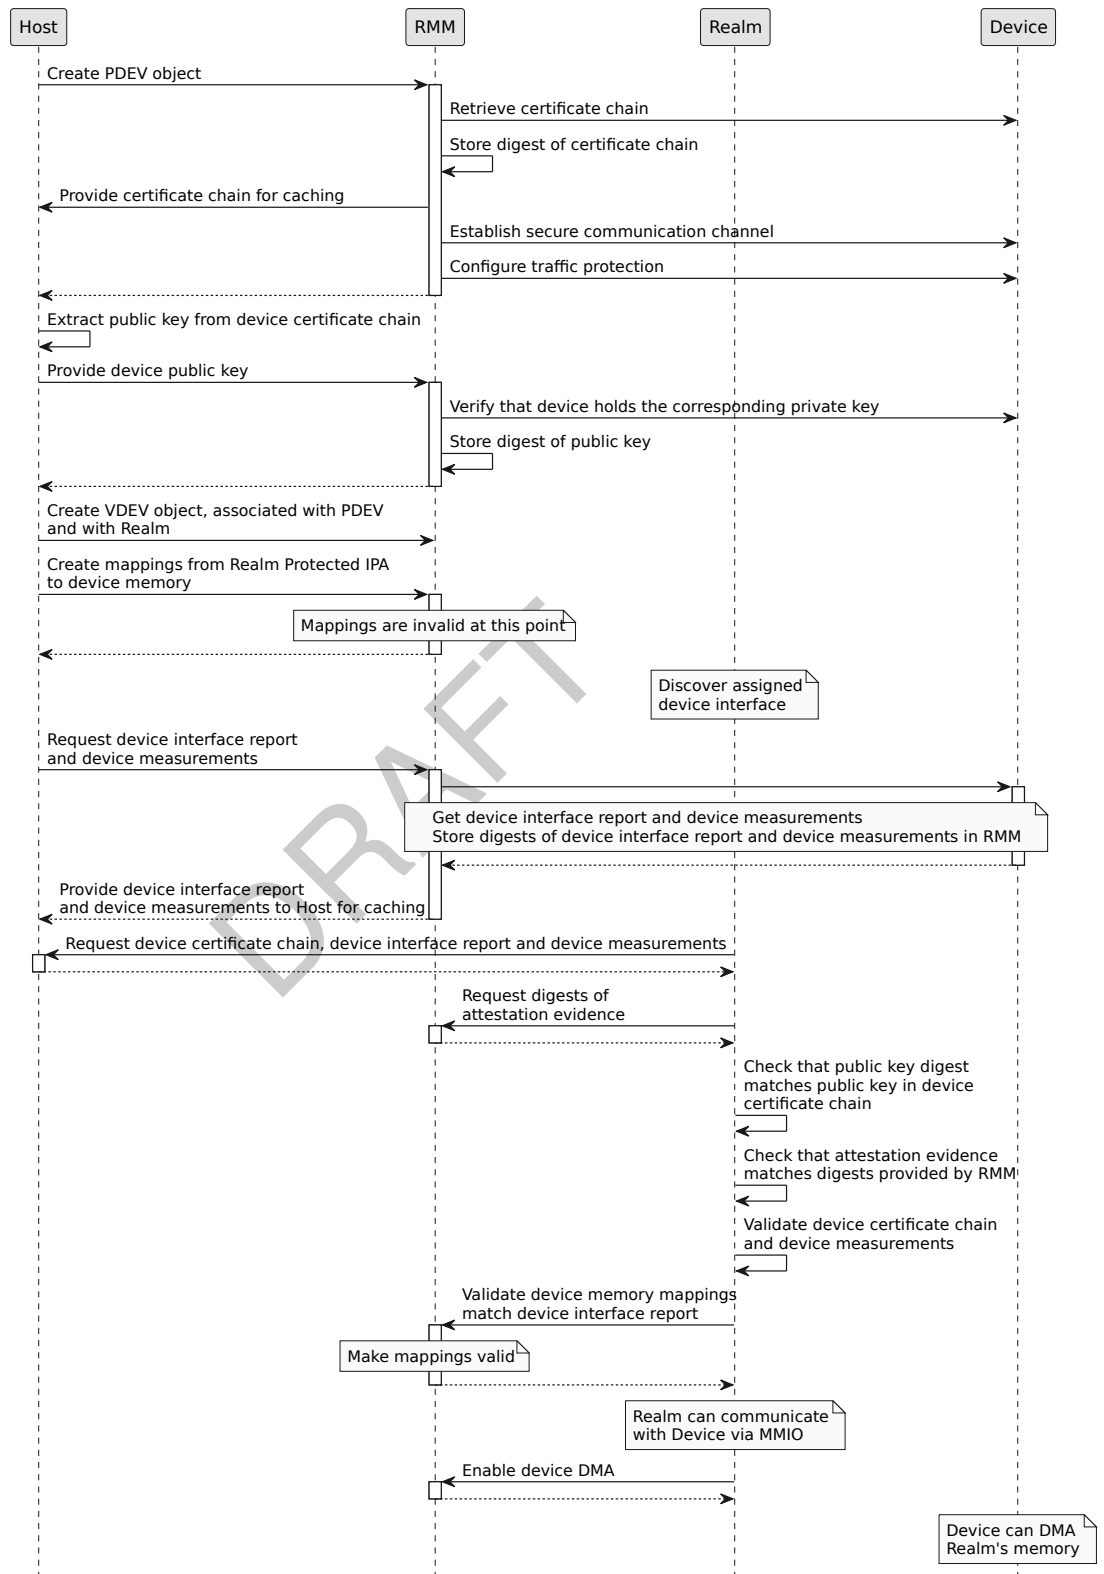 Host
RMM
Realm
Device
Create PDEV object
Retrieve certificate chain
Store digest of certificate chain
Provide certificate chain for caching
Establish secure communication channel
Configure traffic protection
Extract public key from device certificate chain
Provide device public key
Verify that device holds the corresponding private key
Store digest of public key
Create VDEV object, associated with PDEV
and with Realm
Create mappings from Realm Protected IPA
to device memory
Mappings are invalid at this point
Discover assigned
device interface
Request device interface report
and device measurements
Get device interface report and device measurements
Store digests of device interface report and device measurements in RMM
Provide device interface report
and device measurements to Host for caching
Request device certificate chain, device interface report and device measurements
Request digests of
attestation evidence
Check that public key digest
matches public key in device
certificate chain
Check that attestation evidence
matches digests provided by RMM
Validate device certificate chain
and device measurements
Validate device memory mappings
match device interface report
Make mappings valid
Realm can communicate
with Device via MMIO
Enable device DMA
Device can DMA
Realm's memory
DRAFT